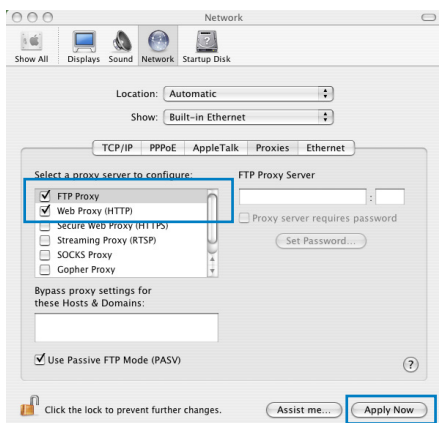 Network
Show All Displays Sound Network Startup Disk
Location: Automatic
Show: Built-in Ethernet
TCP/IP PPPoE AppleTalk Proxies Ethernet
Select a proxy server to configure:
FTP Proxy Server
FTP Proxy
:
Web Proxy (HTTP)
Proxy server requires password
Secure Web Proxy (HTTPS)
Streaming Proxy (RTSP)
Set Password...
SOCKS Proxy
Gopher Proxy
Bypass proxy settings for
these Hosts & Domains:
Use Passive FTP Mode (PASV)
?
Click the lock to prevent further changes.
Assist me... Apply Now